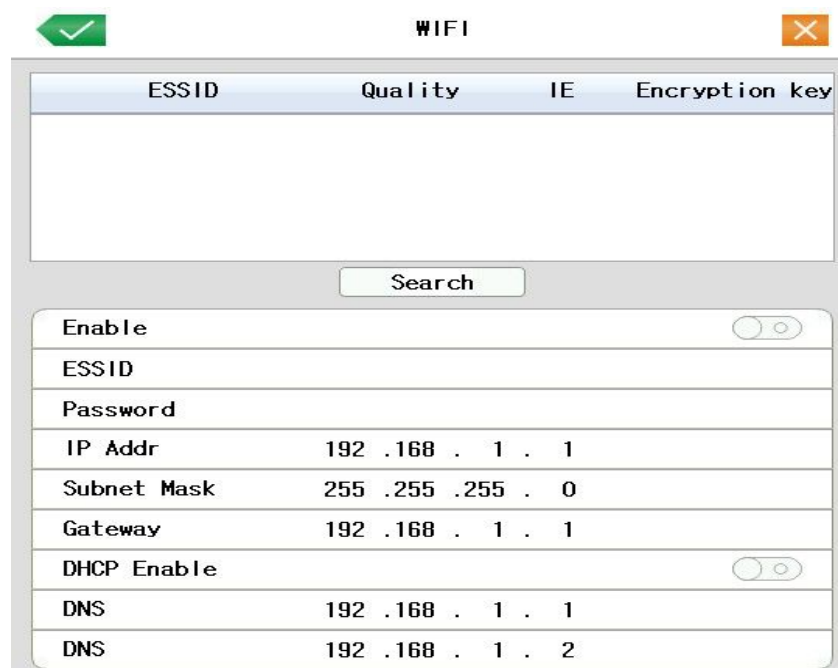 WIFI
ESSID Quality IE Encryption key
Search
Enable
ESSID
Password
IP Addr 192 .168 . 1 . 1
Subnet Mask 255 .255 .255 . 0
Gateway 192 .168 . 1 . 1
DHCP Enable
DNS 192 .168 . 1 . 1
DNS 192 .168 . 1 . 2